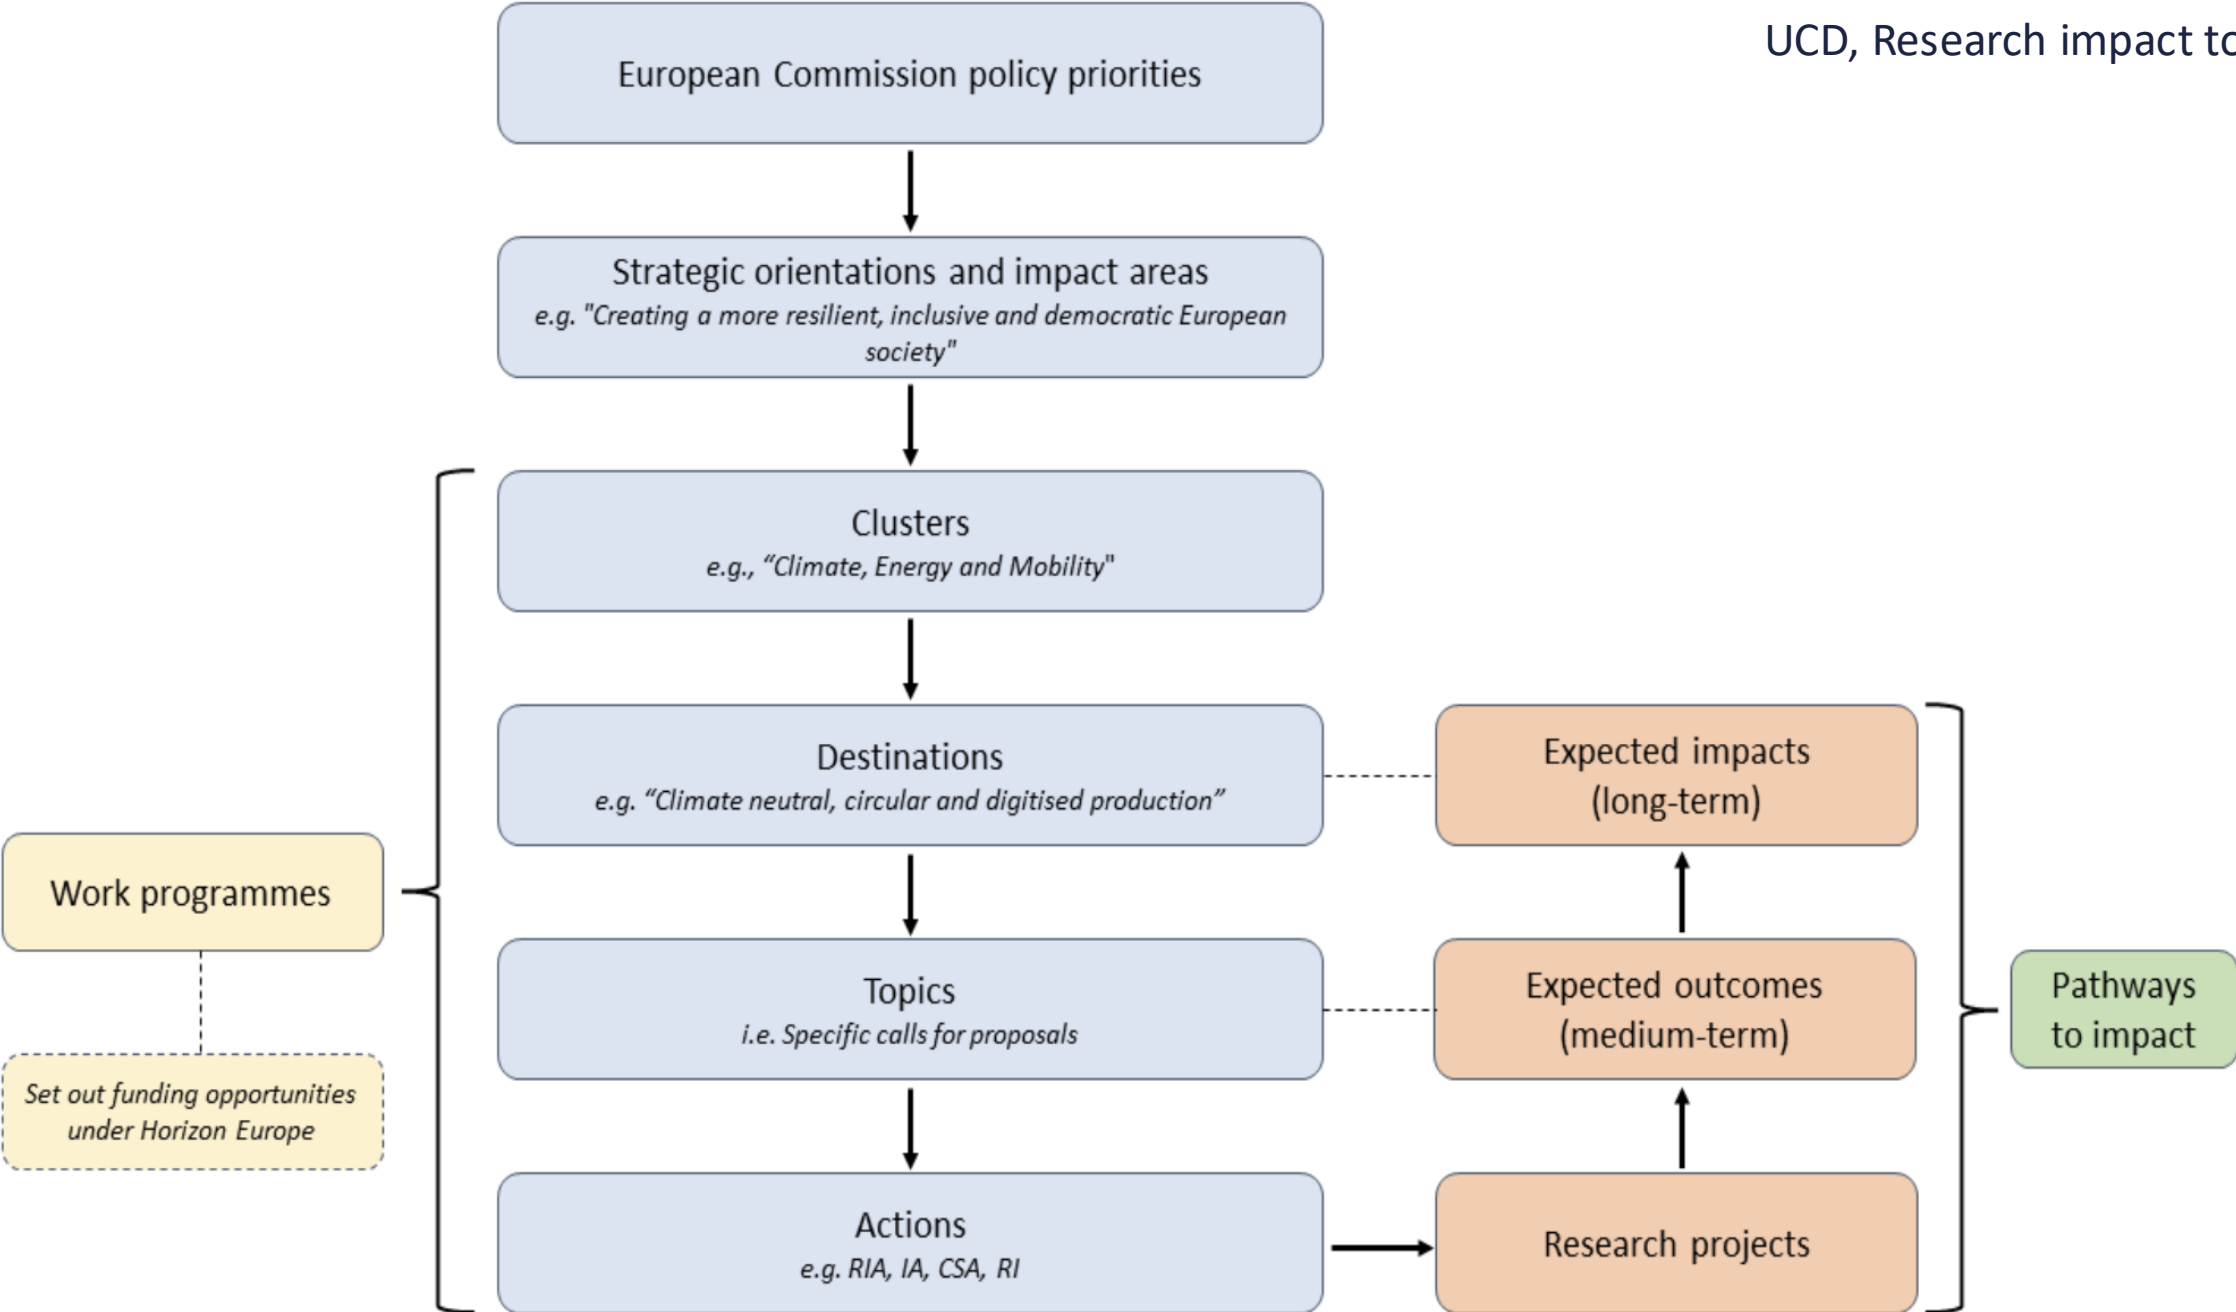 UCD, Research impact
European Commission policy priorities
Strategic orientations and impact areas
e.g. "Creating a more resilient, inclusive and democratic European
society"
Clusters
e.g., “Climate, Energy and Mobility"
Destinations
e.g. “Climate neutral, circular and digitised production”
Expected impacts
(long-term)
Work programmes
Topics
i.e. Specific calls for proposals
Expected outcomes
(medium-term)
Pathways
to impact
Set out funding opportunities
under Horizon Europe
Actions
e.g. RIA, IA, CSA, RI
Research projects